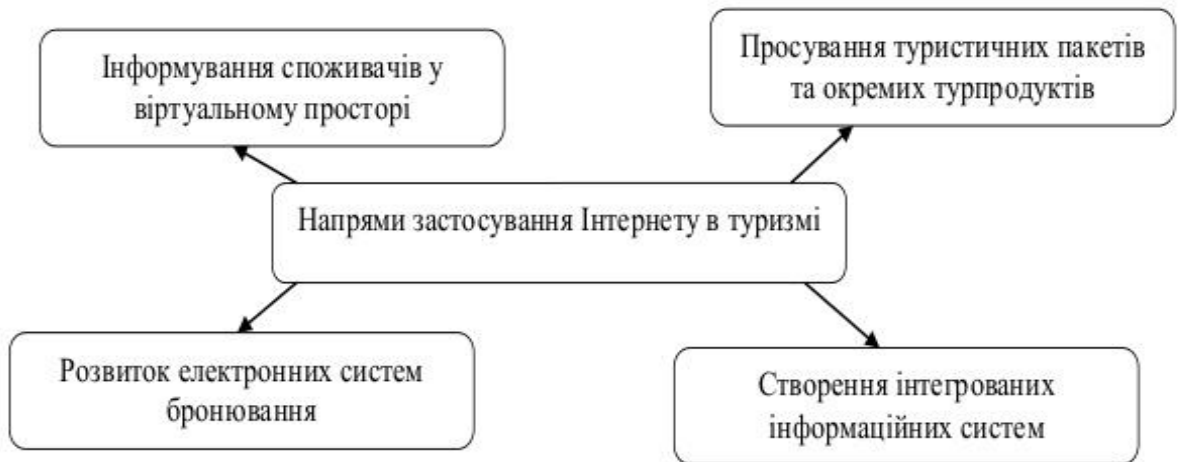 Інформування споживачів у
віртуальному просторі
Просування туристичних пакетів
та окремих турпродуктів
Напрями застосування Інтернету в туризмі
Розвиток електронних систем
бронювання
Створення інтегрованих
інформаційних систем